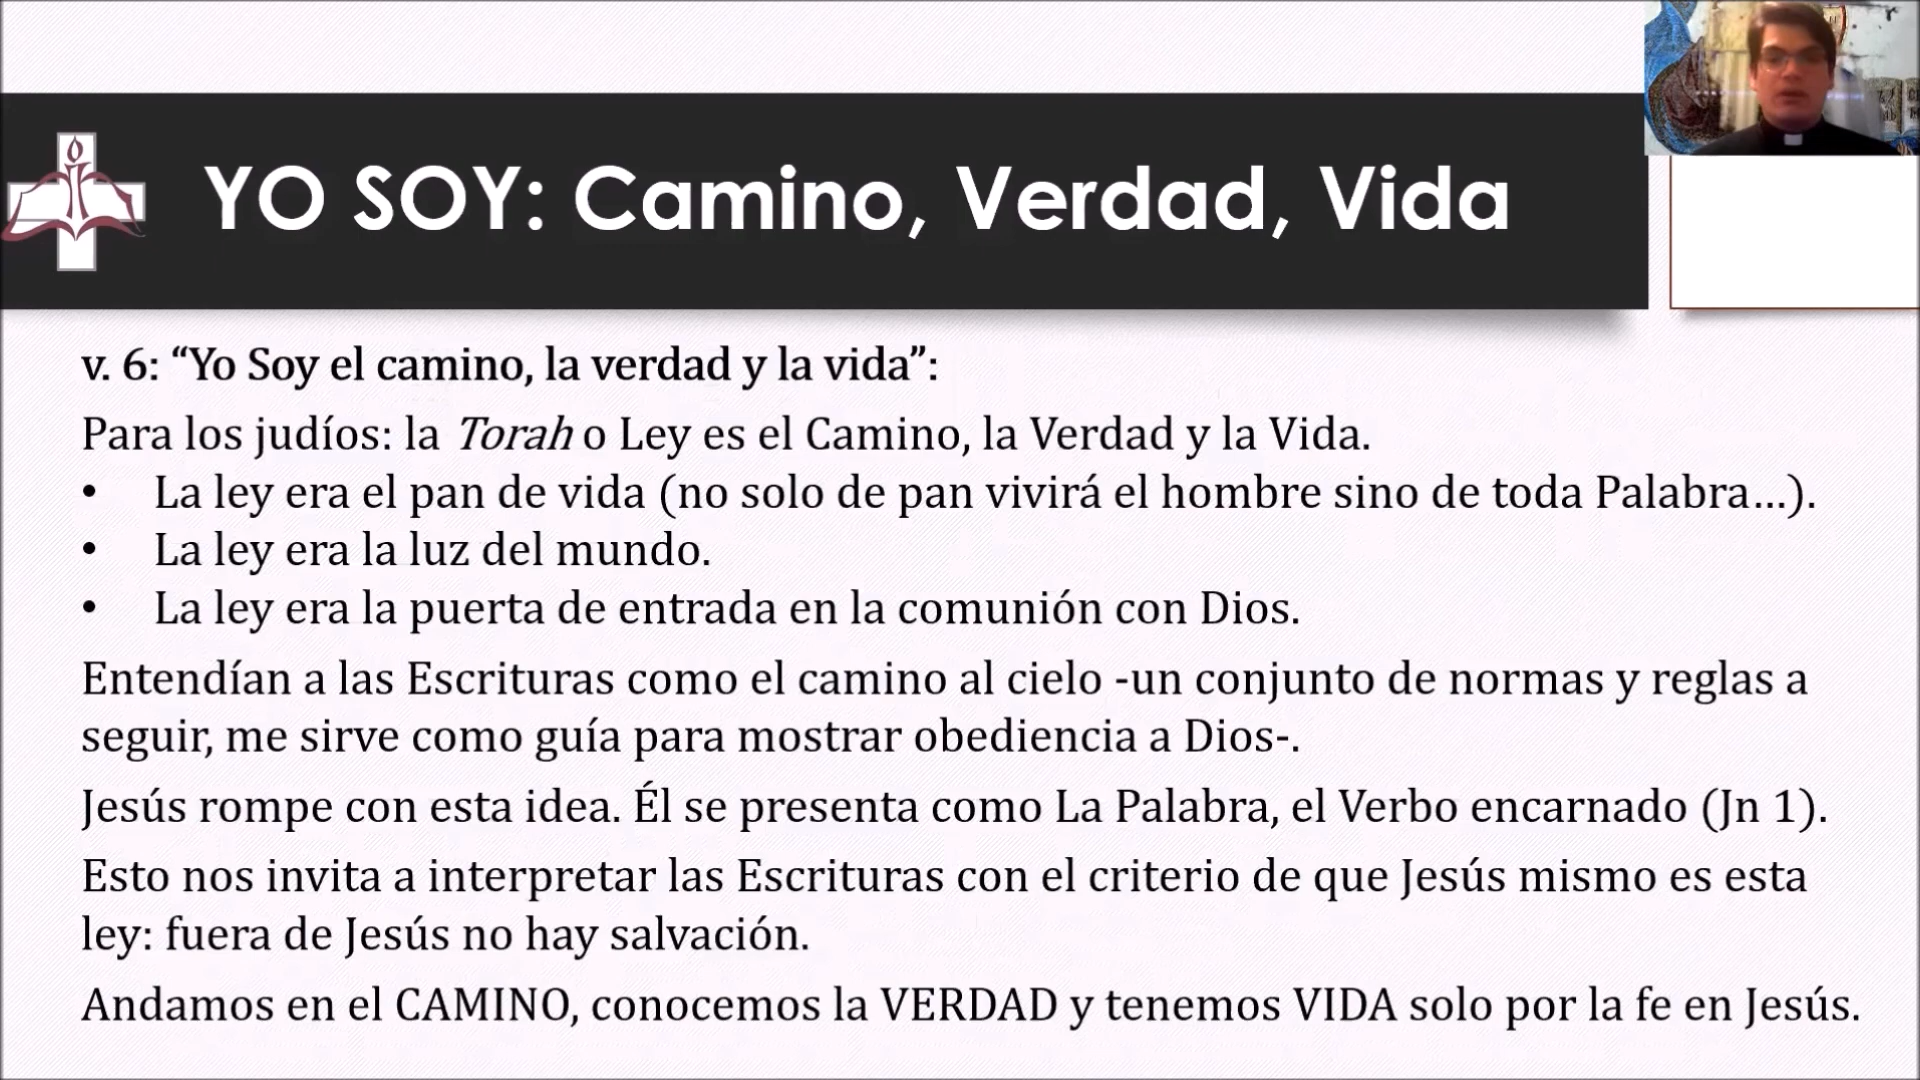 YO SOY: Camino, Verdad, Vida
v. 6: “Yo Soy el camino, la verdad y la vida”:
Para los judíos: la Torah o Ley es el Camino, la Verdad y la Vida.
• La ley era el pan de vida (no solo de pan vivirá el hombre sino de toda Palabra…).
• La ley era la luz del mundo.
• La ley era la puerta de entrada en la comunión con Dios.
Entendían a las Escrituras como el camino al cielo -un conjunto de normas y reglas a
seguir, me sirve como guía para mostrar obediencia a Dios-.
Jesús rompe con esta idea. Él se presenta como La Palabra, el Verbo encarnado (Jn 1).
Esto nos invita a interpretar las Escrituras con el criterio de que Jesús mismo es esta
ley: fuera de Jesús no hay salvación.
Andamos en el CAMINO, conocemos la VERDAD y tenemos VIDA solo por la fe en Jesús.